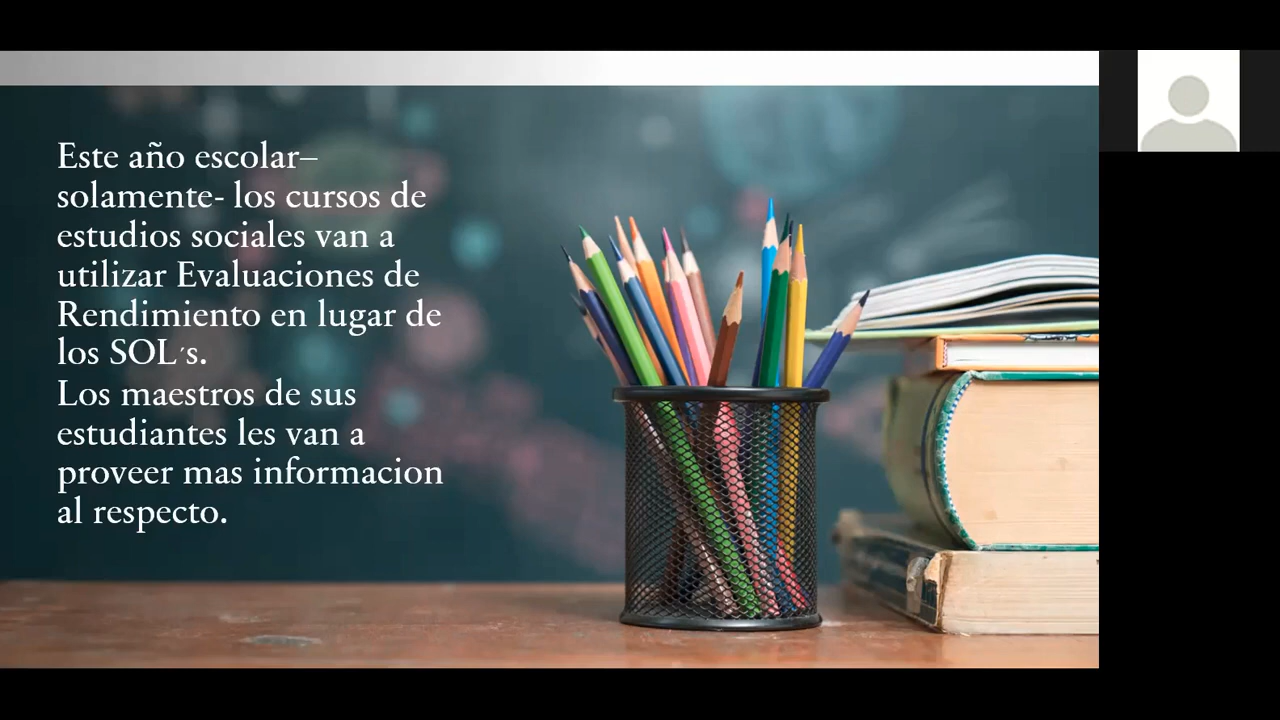 Este año escolar–
solamente- los cursos de
estudios sociales van a
utilizar Evaluaciones de
Rendimiento en lugar de
los SOL´s.
Los maestros de sus
estudiantes les van a
proveer mas informacion
al respecto.